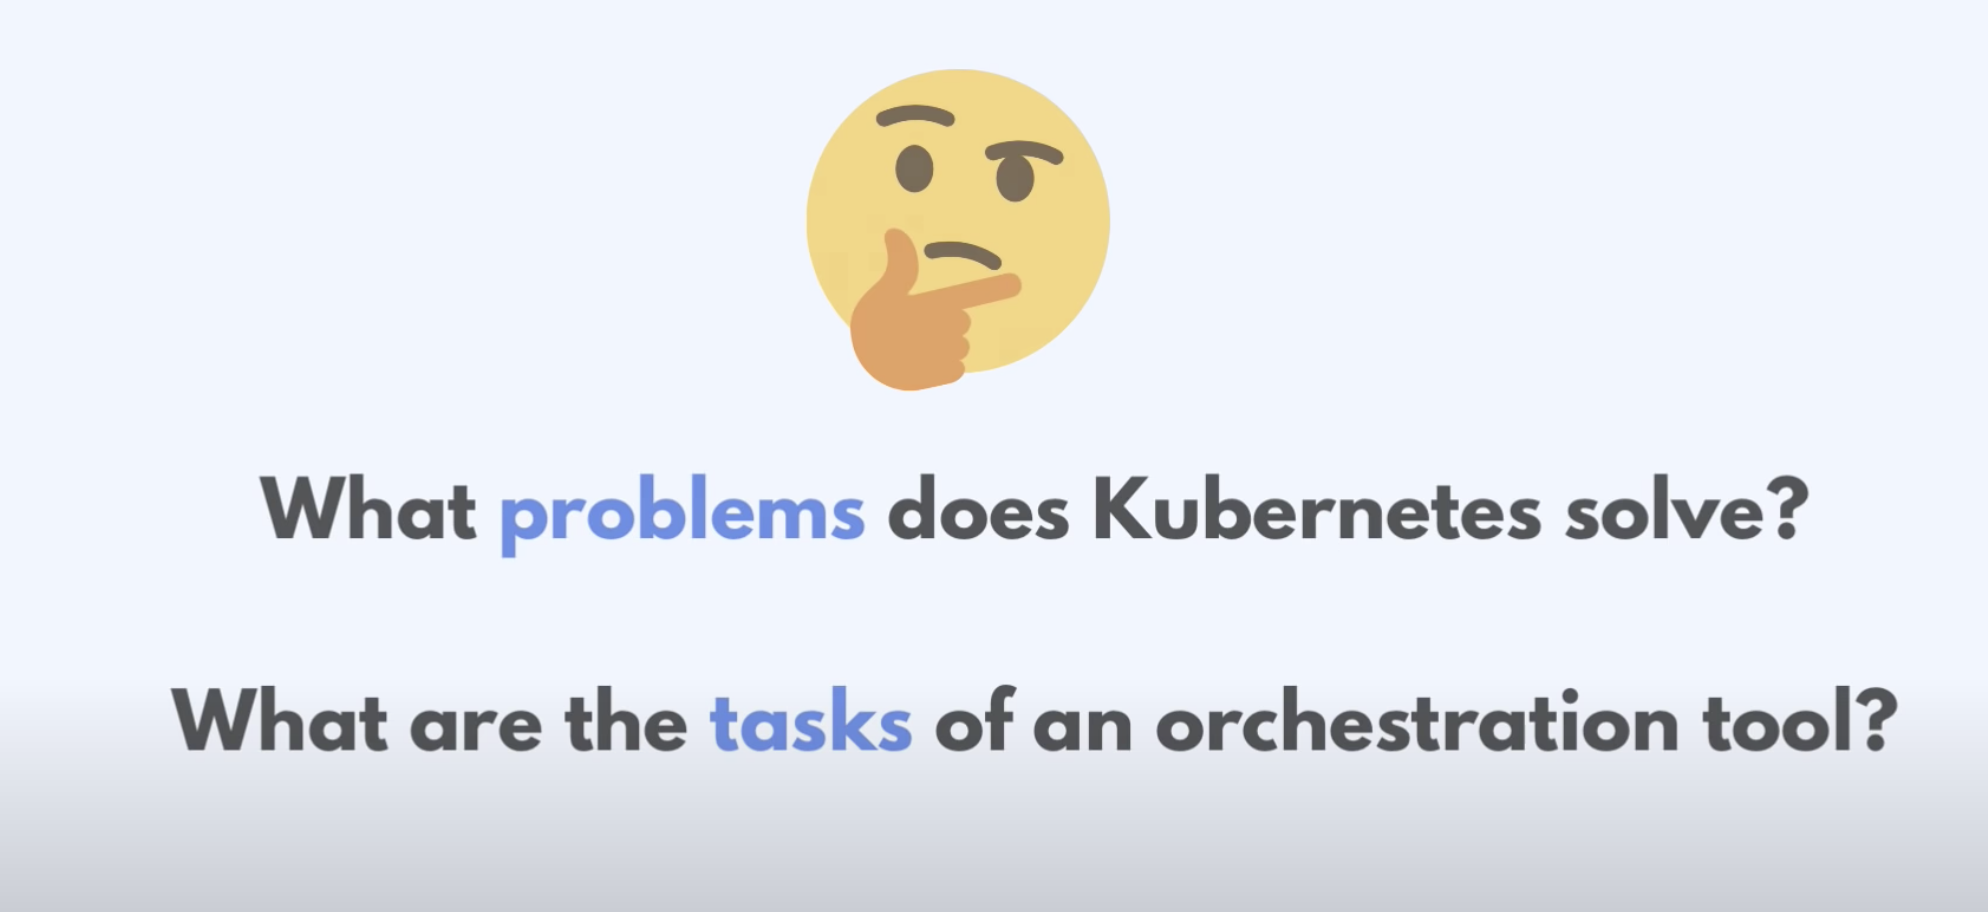 What problems does Kubernetes solve?
What are the tasks of an orchestration tool?